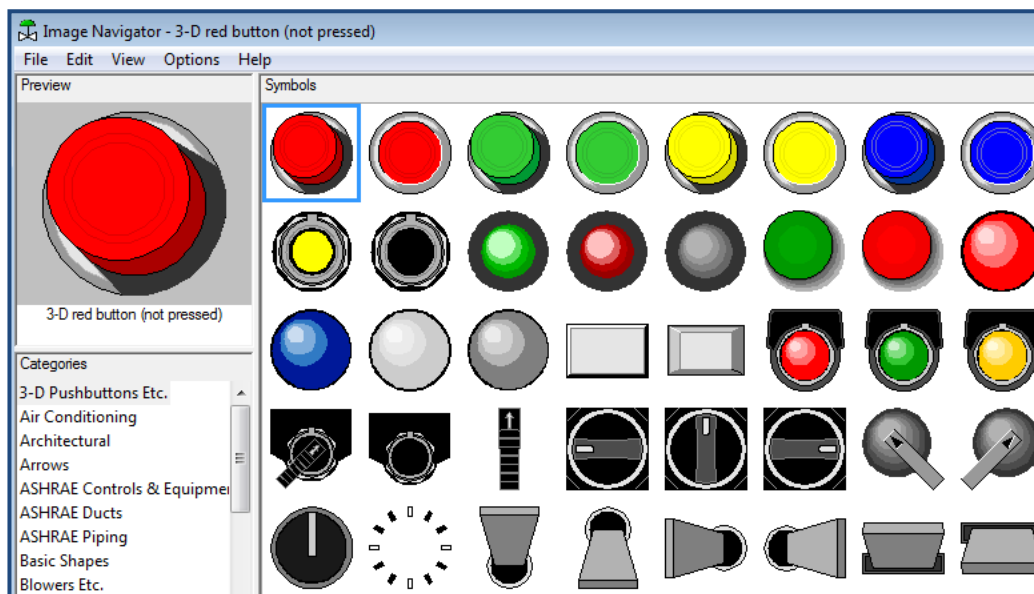 Image Navigator - 3-D red button (not pressed)
File Edit View Options Help
Preview
Symbols
3-D red button (not pressed)
Categories
3-D Pushbuttons Etc.
Air Conditioning
Architectural
Arrows
ASHRAE Controls & Equipme
ASHRAE Ducts
ASHRAE Piping
Basic Shapes
Blowers Etc.